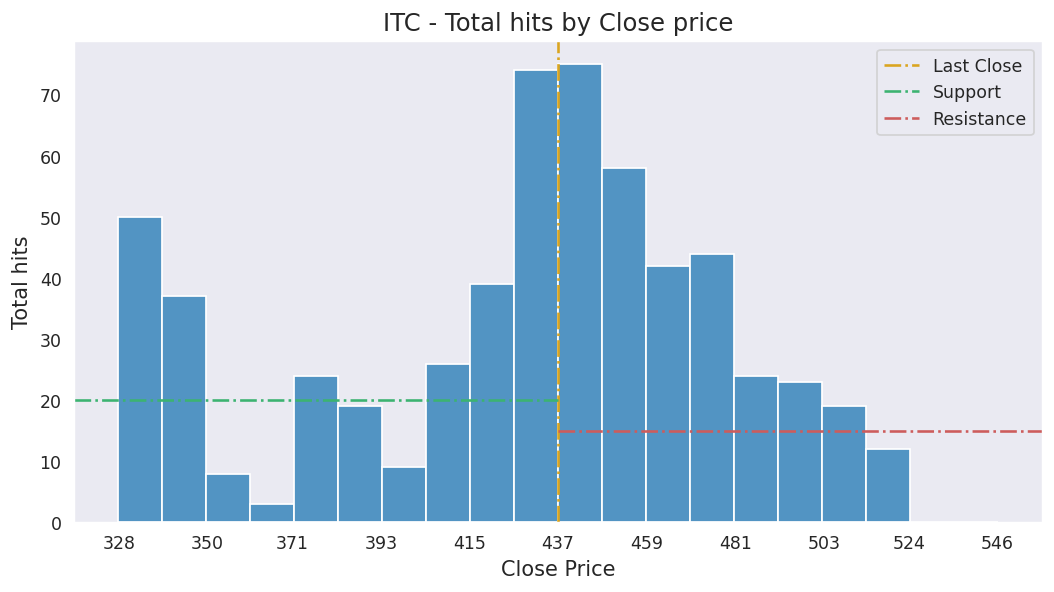 ITC - Total hits by Close price
Last Close
Support
Resistance
Total hits
70
60
50
40
30
20
10
0
328 350 371 393 415 437 459 481 503 524 546
Close Price